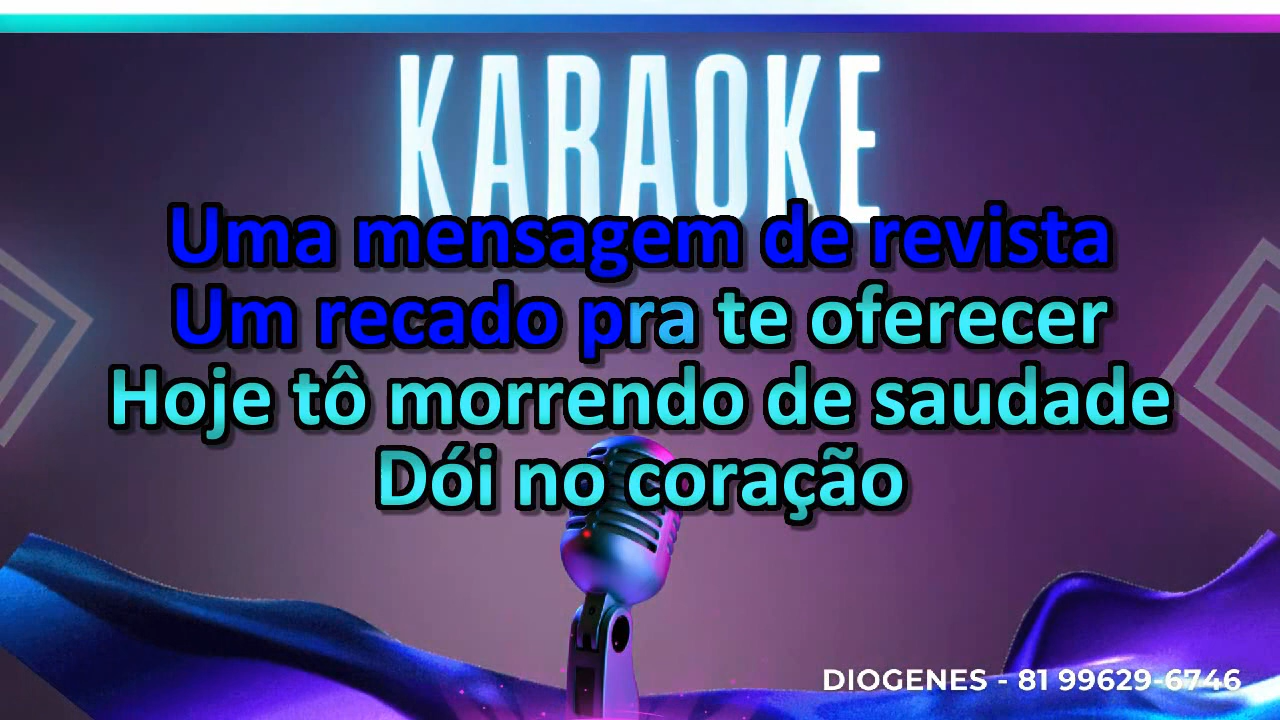 KARAOKE
Uma mensagem de revista
Um recado pra te oferecer
Hoje tô morrendo de saudade
Dói no coração
DIOGENES - 81 99629-6746